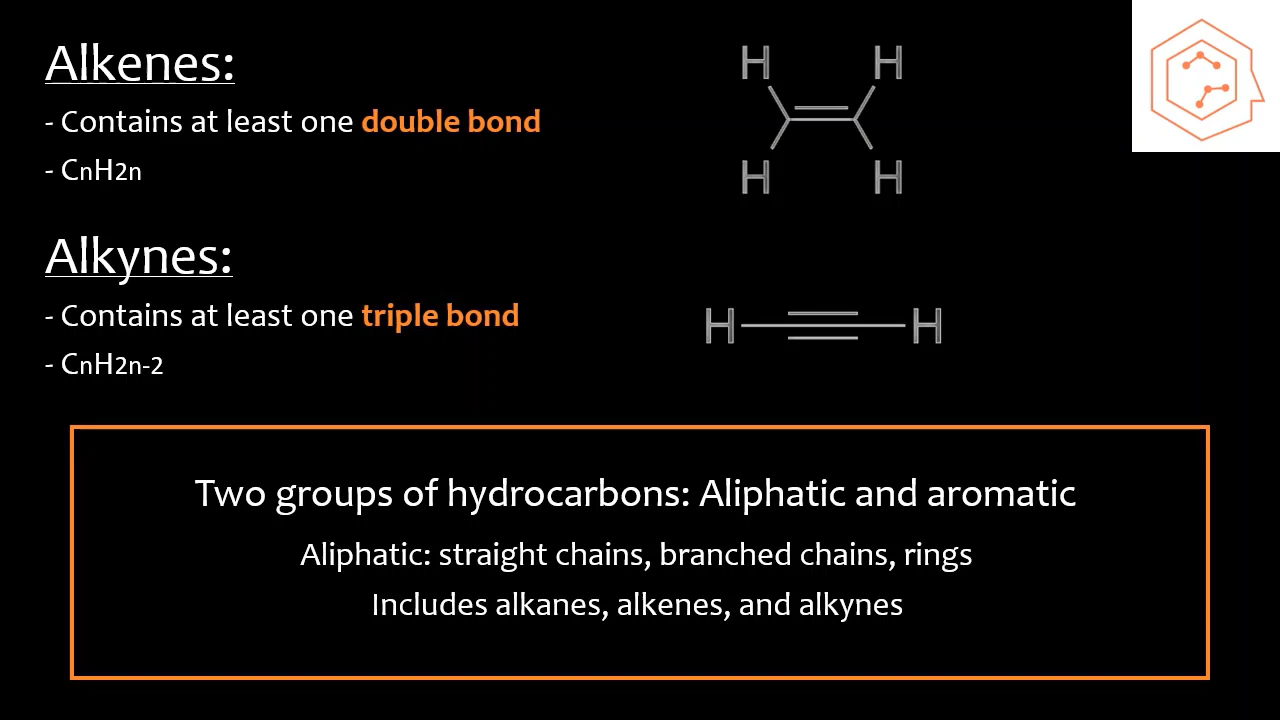 Alkenes:
- Contains at least one double bond
- CnH2n
H H
H H
Alkynes:
- Contains at least one triple bond
- CnH2n-2
H H
Two groups of hydrocarbons: Aliphatic and aromatic
Aliphatic: straight chains, branched chains, rings
Includes alkanes, alkenes, and alkynes